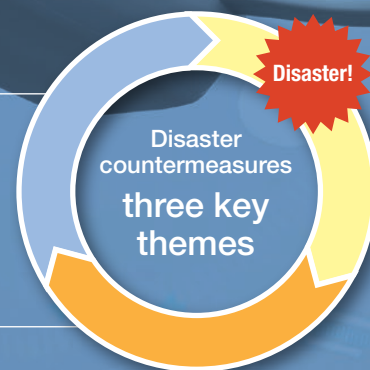 Disaster!
Disaster
countermeasures
three key
themes